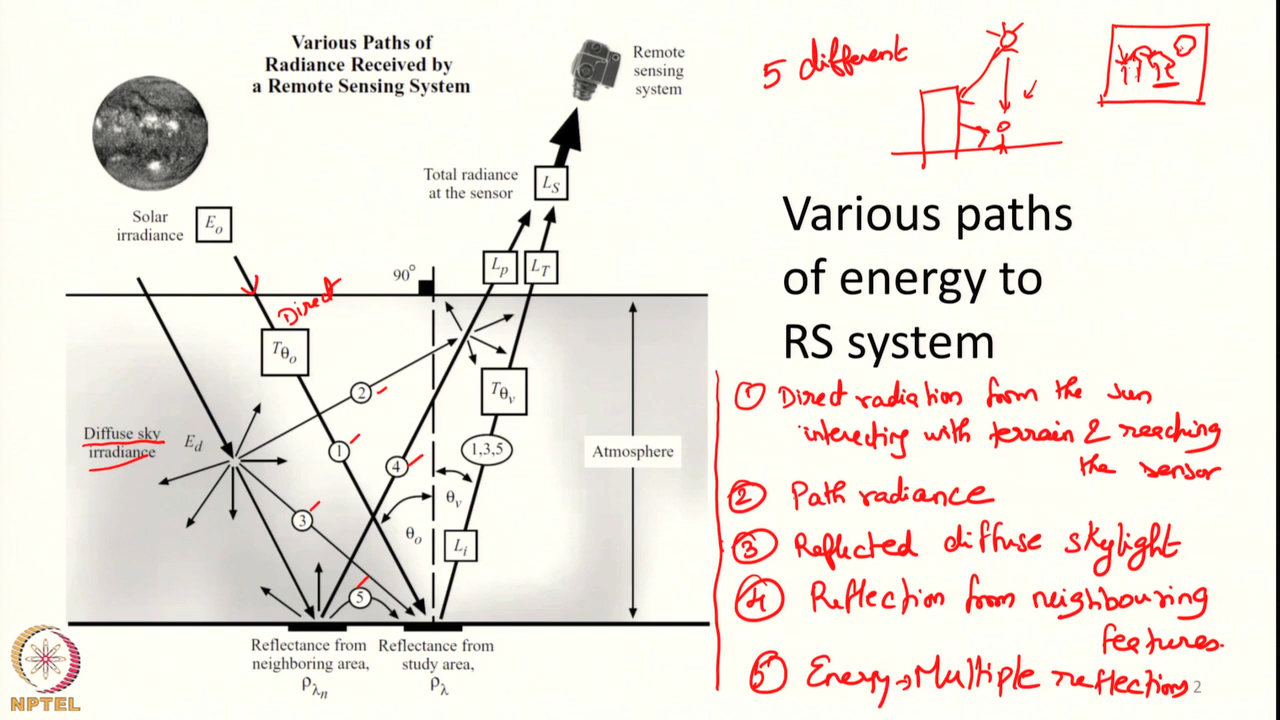 Various Paths of
Radiance Received by
a Remote Sensing System
Remote
sensing
system
Total radiance
at the sensor
L_S
Solar
irradiance
E_o
90°
L_p
L_T
Direct
T_θ_o
T_θ_v
Diffuse sky
irradiance
E_d
2
1
4
1,3,5
3
θ_v
θ_o
L_i
5
Atmosphere
Reflectance from
neighboring area,
ρ_λ_n
Reflectance from
study area,
ρ_λ
NPTEL
5 different
Various paths
of energy to
RS system
① Direct radiation from the sun
interecting with terrain & reaching
the sensor
② Path radiance
③ Reflected diffuse skylight
④ Reflection from neighbouring
features.
⑤ Energy → Multiple reflections
2